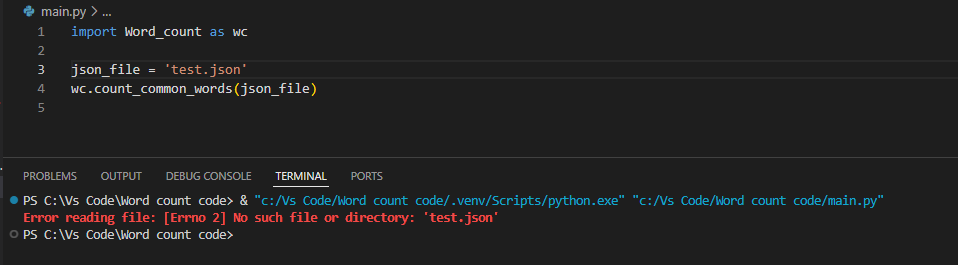 main.py > ...
1 import Word_count as wc
2
3 json_file = 'test.json'
4 wc.count_common_words(json_file)
5
PROBLEMS OUTPUT DEBUG CONSOLE TERMINAL PORTS
PS C:\Vs Code\Word count code> & "c:/Vs Code/Word count code/.venv/Scripts/python.exe" "c:/Vs Code/Word count code/main.py"
Error reading file: [Errno 2] No such file or directory: 'test.json'
PS C:\Vs Code\Word count code>